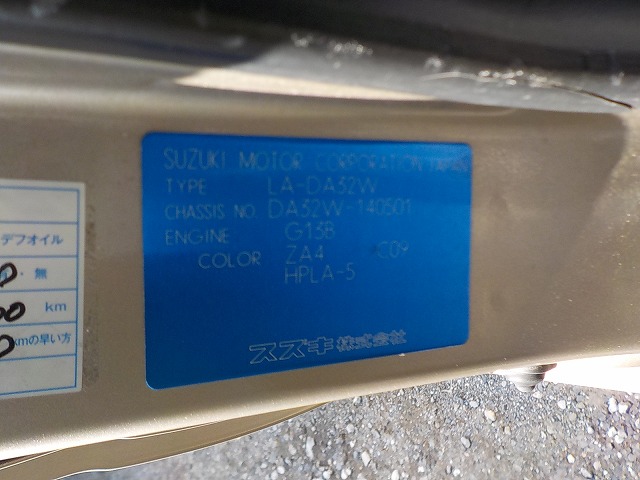 SUZUKI MOTOR CORPORATION JAPAN
TYPE LA-DA32W
CHASSIS NO. DA32W-140501
ENGINE G13B
COLOR ZA4 C09
HPLA-5
スズキ株式会社
デフオイル
無
km
kmの早い方